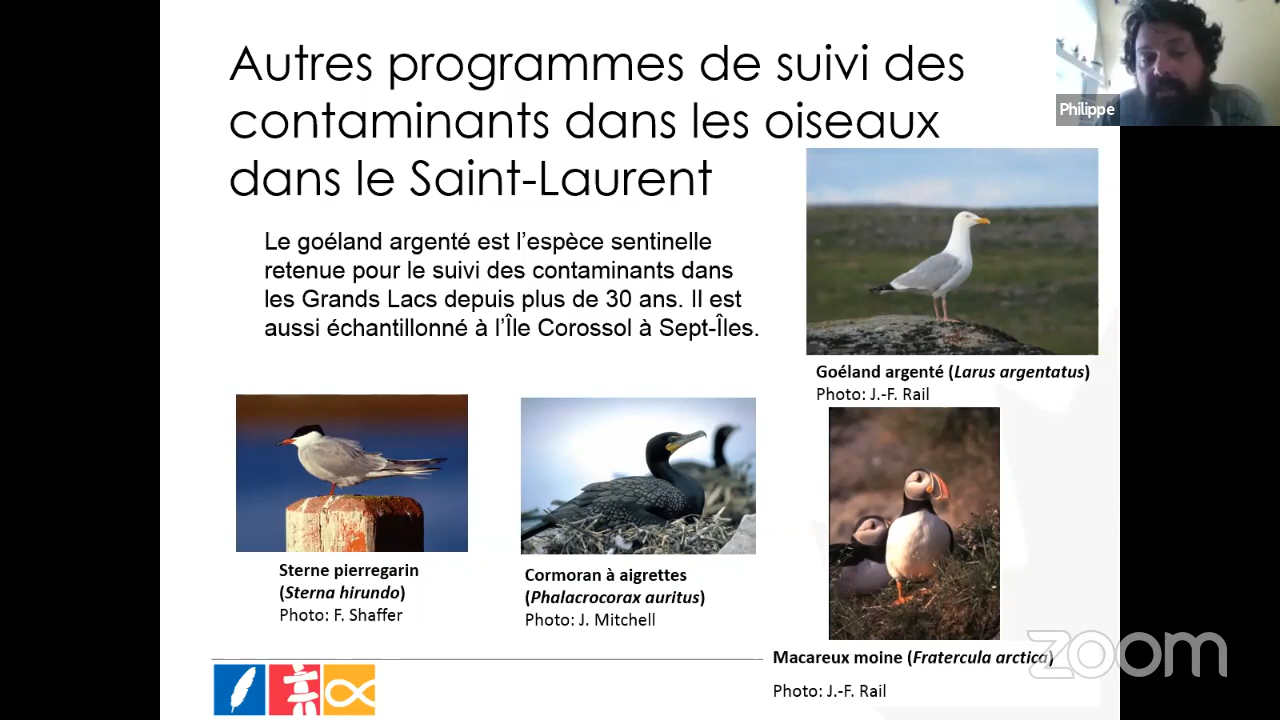 Autres programmes de suivi des
contaminants dans les oiseaux
dans le Saint-Laurent
Philippe
Le goéland argenté est l’espèce sentinelle
retenue pour le suivi des contaminants dans
les Grands Lacs depuis plus de 30 ans. Il est
aussi échantillonné à l’Île Corossol à Sept-Îles.
Goéland argenté (Larus argentatus)
Photo: J.-F. Rail
Sterne pierregarin
(Sterna hirundo)
Photo: F. Shaffer
Cormoran à aigrettes
(Phalacrocorax auritus)
Photo: J. Mitchell
Macareux moine (Fratercula arctica)
Photo: J.-F. Rail
zoom